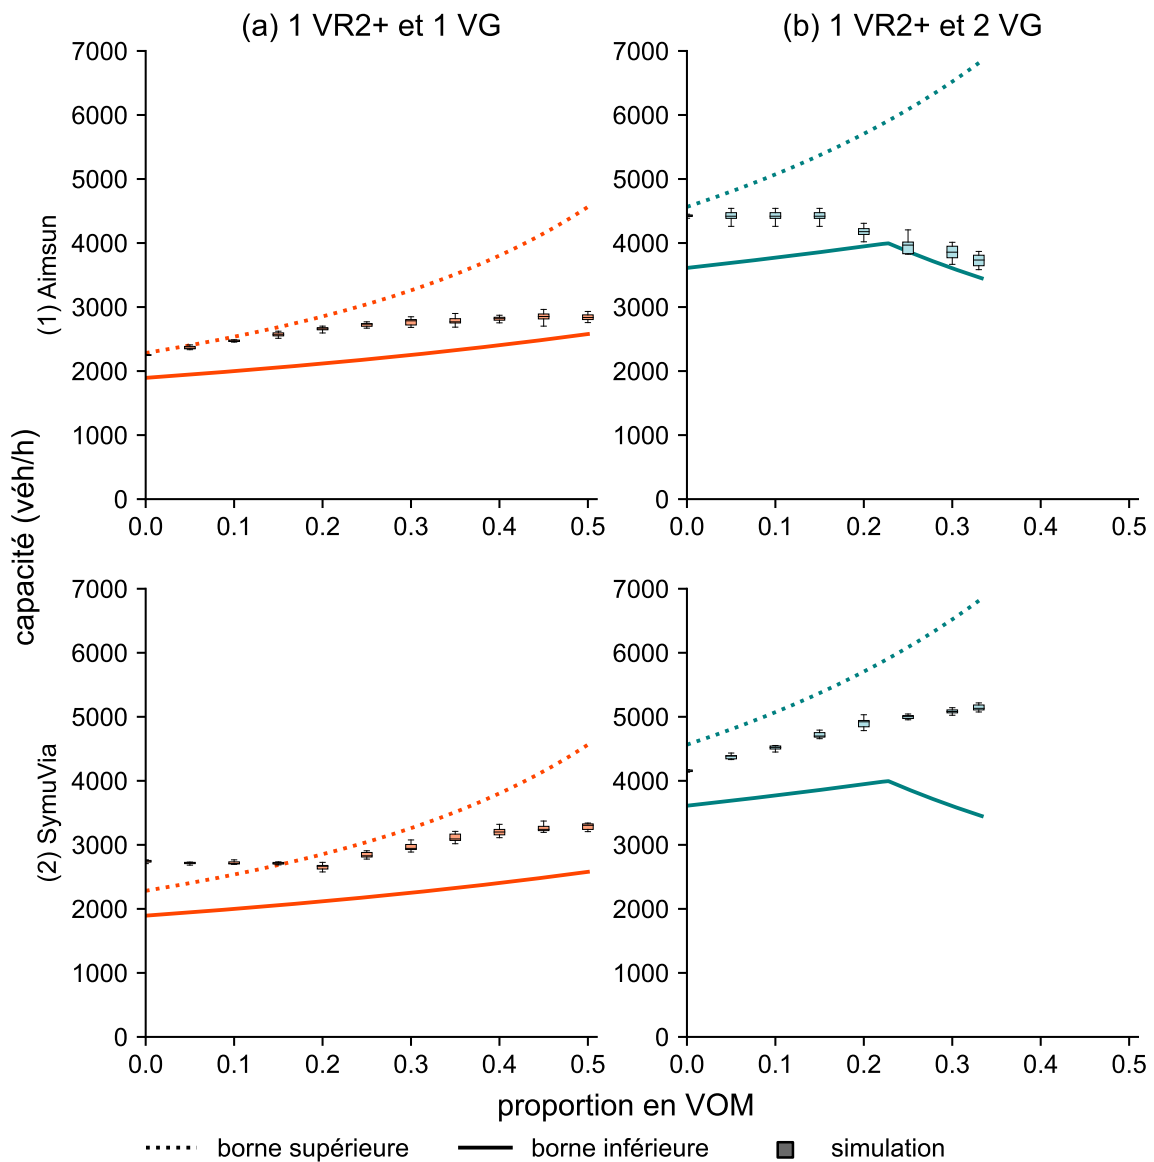 (a) 1 VR2+ et 1 VG
(b) 1 VR2+ et 2 VG
capacité (véh/h)
(1) Aimsun
7000
6000
5000
4000
3000
2000
1000
0
0.0 0.1 0.2 0.3 0.4 0.5
7000
6000
5000
4000
3000
2000
1000
0
0.0 0.1 0.2 0.3 0.4 0.5
(2) SymuVia
7000
6000
5000
4000
3000
2000
1000
0
0.0 0.1 0.2 0.3 0.4 0.5
7000
6000
5000
4000
3000
2000
1000
0
0.0 0.1 0.2 0.3 0.4 0.5
proportion en VOM
borne supérieure borne inférieure simulation